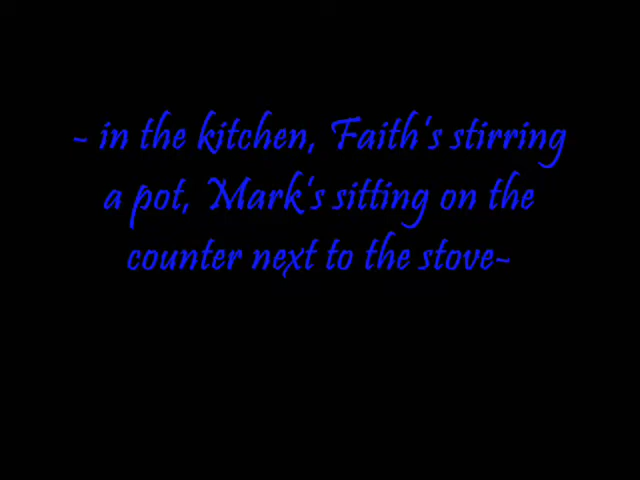 ~ in the kitchen, Faith's stirring
a pot, Mark's sitting on the
counter next to the stove~